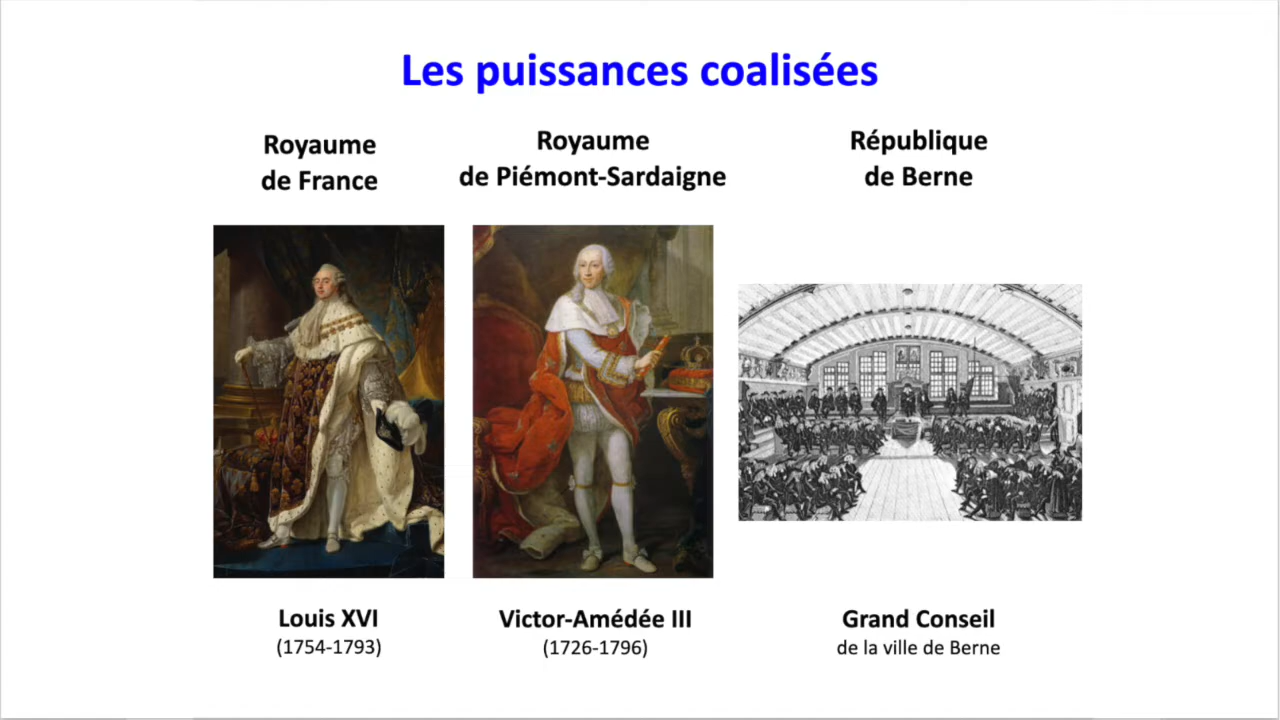 Les puissances coalisées
Royaume
de France
Royaume
de Piémont-Sardaigne
République
de Berne
Louis XVI
(1754-1793)
Victor-Amédée III
(1726-1796)
Grand Conseil
de la ville de Berne